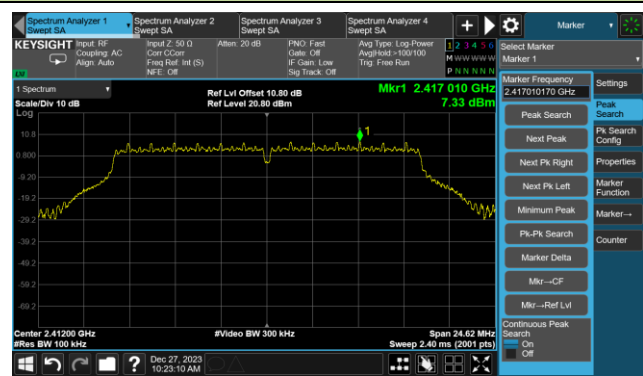 Spectrum Analyzer 1
Swept SA
Spectrum Analyzer 2
Swept SA
Spectrum Analyzer 3
Swept SA
Spectrum Analyzer 4
Swept SA
+
Marker
KEYSIGHT
Input: RF
Coupling: AC
Align: Auto
Input Z: 50 Ω
Corr CCorr
Freq Ref: Int (S)
NFE: Off
Atten: 20 dB
PNO: Fast
Gate: Off
IF Gain: Low
Sig Track: Off
Avg Type: Log-Power
Avg|Hold:>100/100
Trig: Free Run
1 2 3 4 5 6
M W W W W W
P N N N N N
LW
Select Marker
Marker 1
1 Spectrum
Scale/Div 10 dB
Log
Ref Lvl Offset 10.80 dB
Ref Level 20.80 dBm
Mkr1 2.417 010 GHz
7.33 dBm
10.8
0.800
-9.20
-19.2
-29.2
-39.2
-49.2
-59.2
-69.2
1
Center 2.41200 GHz
#Res BW 100 kHz
#Video BW 300 kHz
Span 24.62 MHz
Sweep 2.40 ms (2001 pts)
Marker Frequency
2.417010170 GHz
Peak Search
Next Peak
Next Pk Right
Next Pk Left
Minimum Peak
Pk-Pk Search
Marker Delta
Mkr→CF
Mkr→Ref Lvl
Continuous Peak
Search
On
Off
Settings
Peak
Search
Pk Search
Config
Properties
Marker
Function
Marker→
Counter
?
Dec 27, 2023
10:23:10 AM